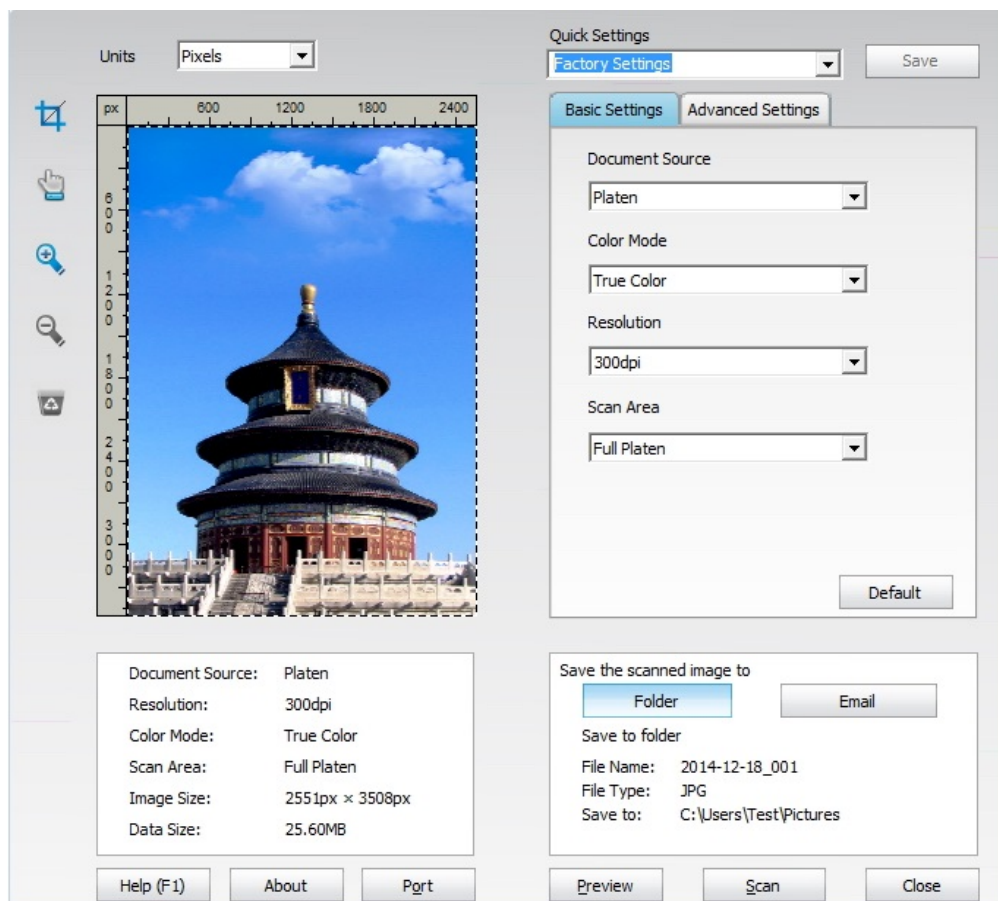 Units
Pixels
Quick Settings
Factory Settings
Save
px
600
1200
1800
2400
600
1200
1800
2400
3000
Basic Settings
Advanced Settings
Document Source
Platen
Color Mode
True Color
Resolution
300dpi
Scan Area
Full Platen
Default
Document Source: Platen
Resolution: 300dpi
Color Mode: True Color
Scan Area: Full Platen
Image Size: 2551px × 3508px
Data Size: 25.60MB
Save the scanned image to
Folder
Email
Save to folder
File Name: 2014-12-18_001
File Type: JPG
Save to: C:\Users\Test\Pictures
Help (F1)
About
Port
Preview
Scan
Close